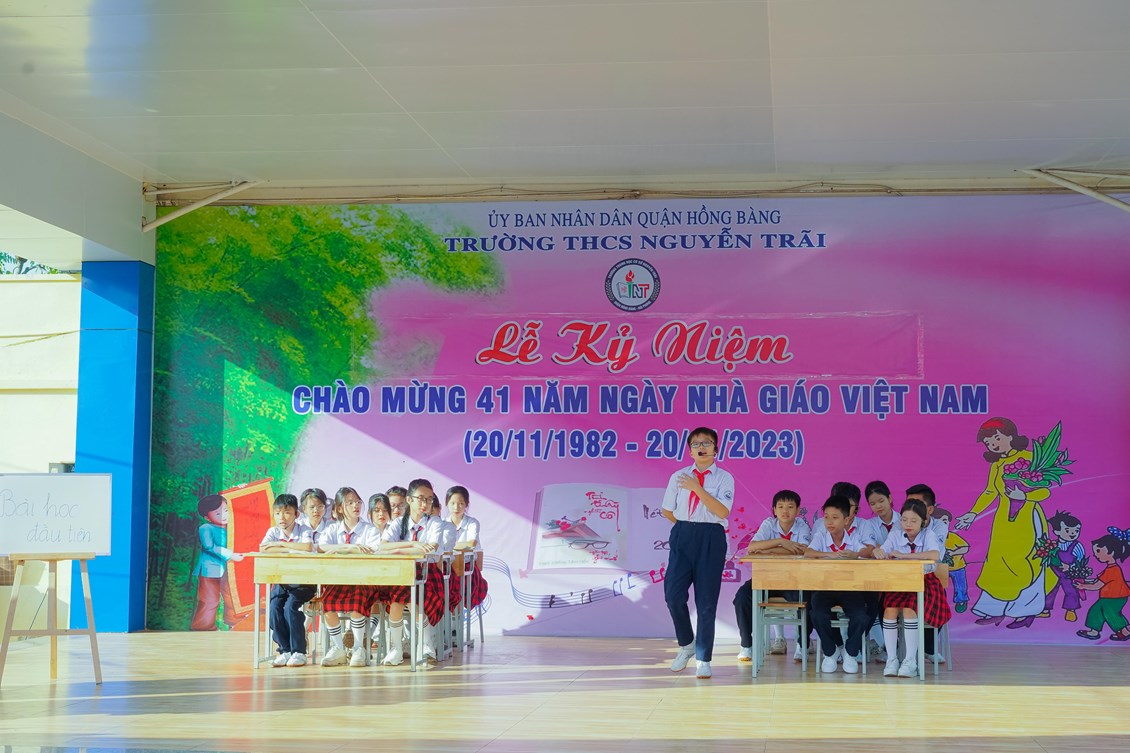 ỦY BAN NHÂN DÂN QUẬN HỒNG BÀNG
TRƯỜNG THCS NGUYỄN TRÃI
NT
Lễ Kỷ Niệm
CHÀO MỪNG 41 NĂM NGÀY NHÀ GIÁO VIỆT NAM
(20/11/1982 - 20/ /2023)
Bài học
đầu tiên